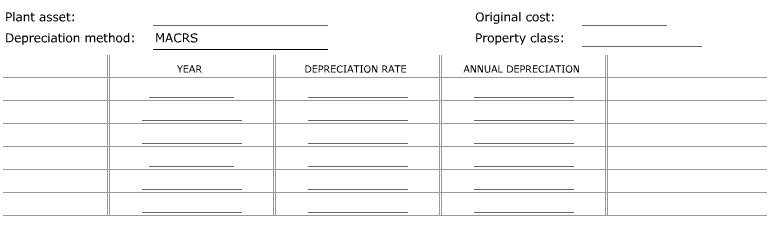 Plant asset: Original cost:
Depreciation method: MACRS Property class:
YEAR DEPRECIATION RATE ANNUAL DEPRECIATION